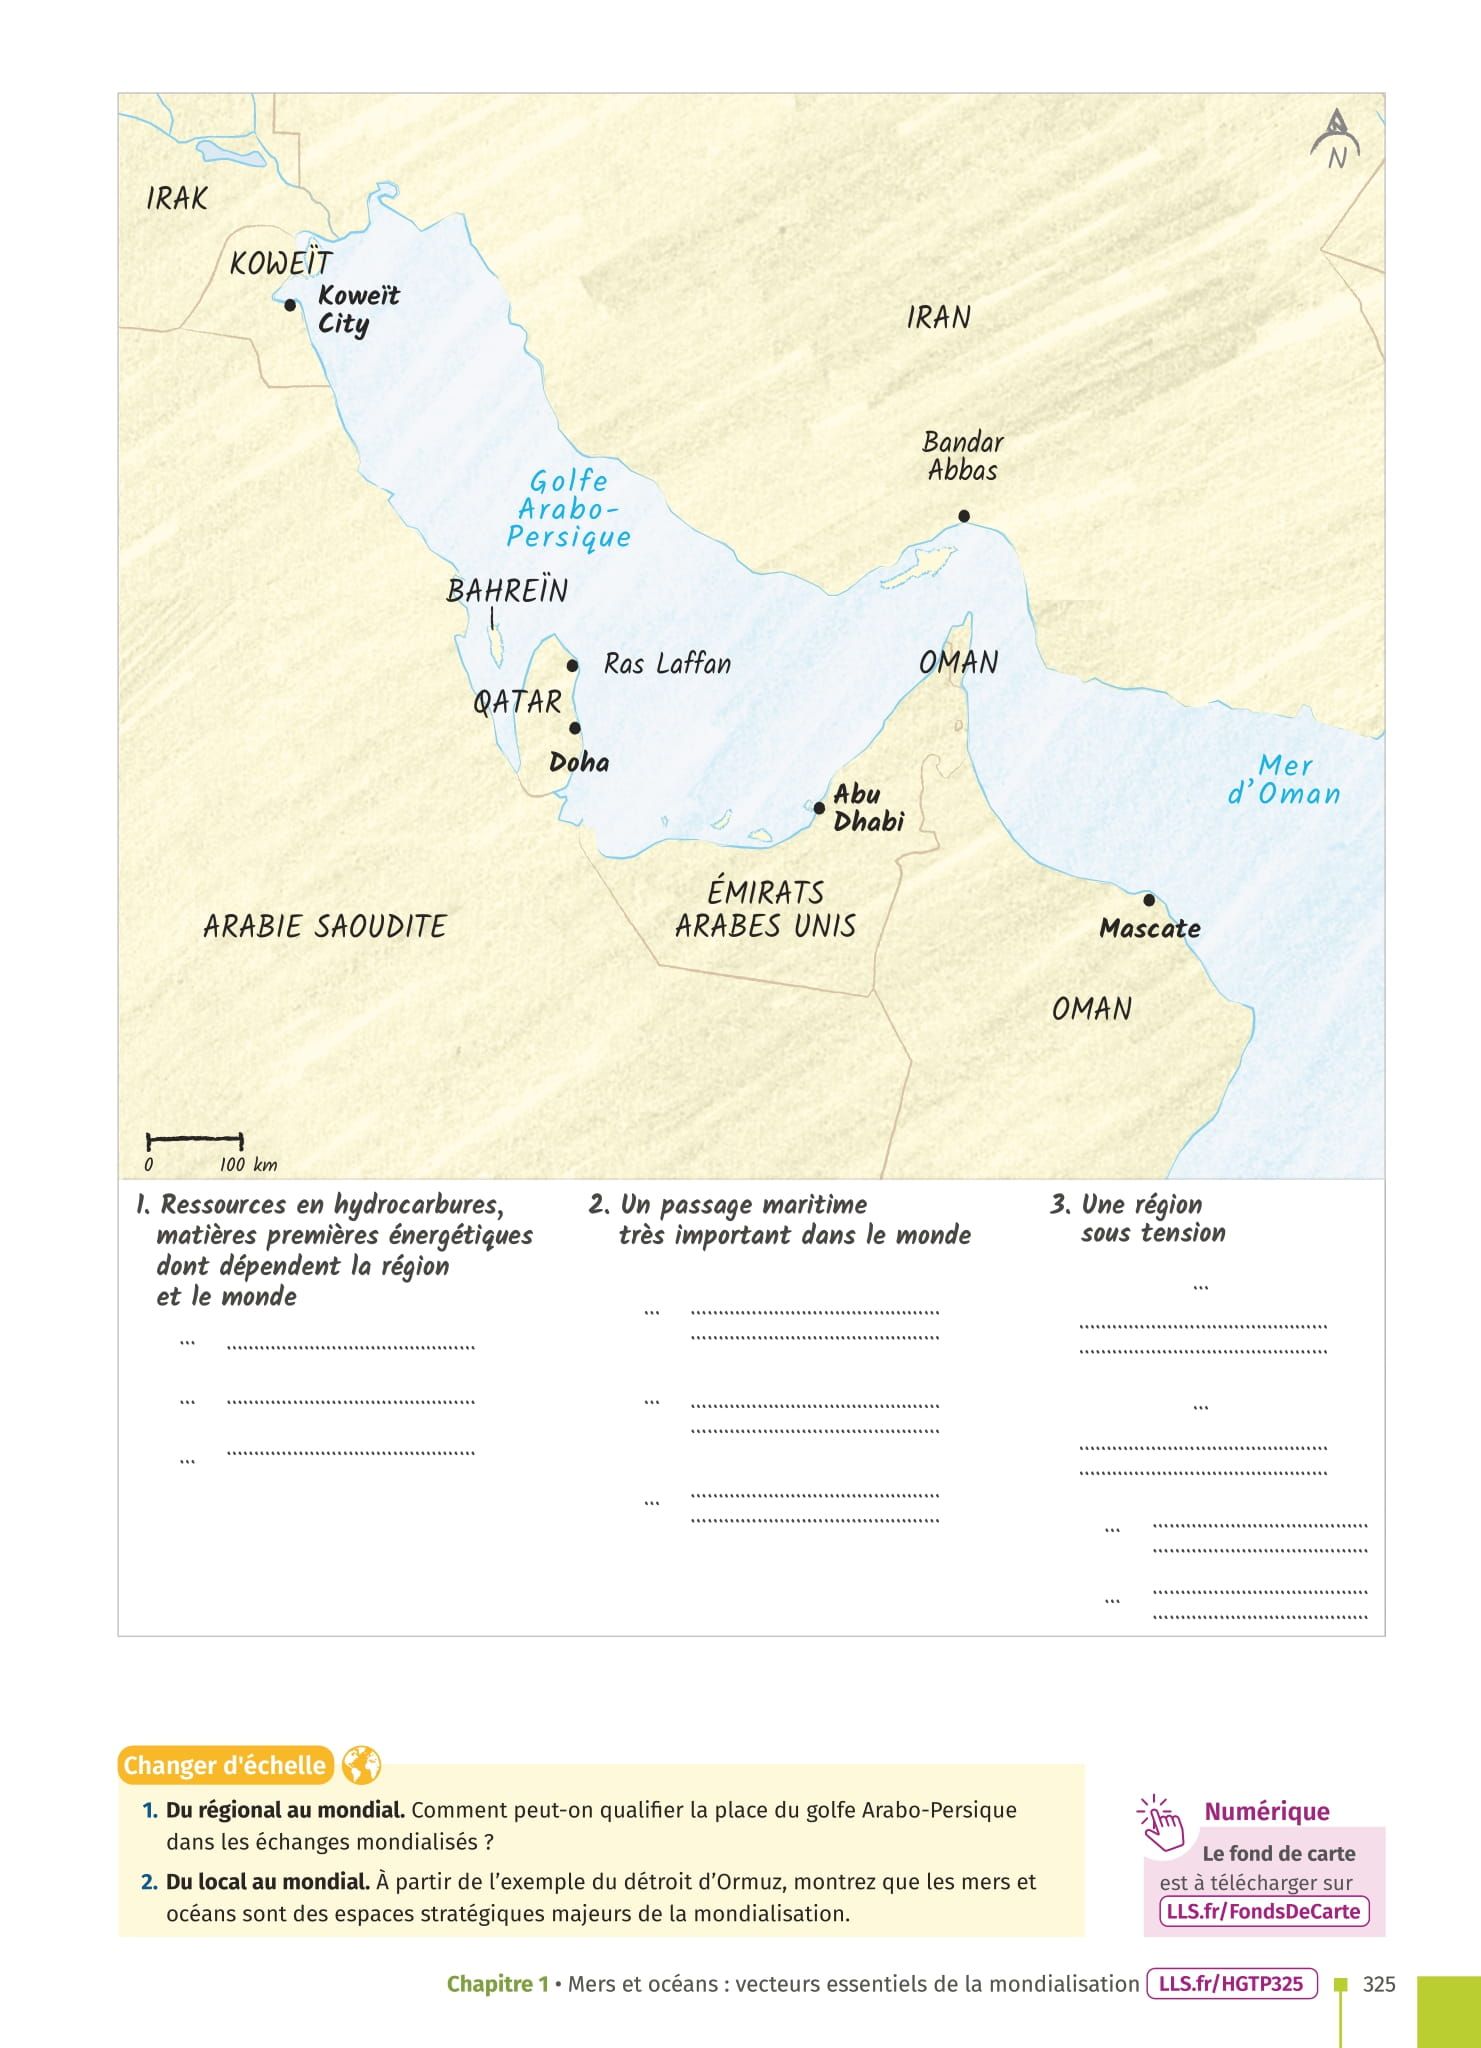 N
IRAK
KOWEÏT
Koweït
City
IRAN
Bandar
Abbas
Golfe
Arabo-
Persique
BAHREÏN
Ras Laffan
OMAN
QATAR
Doha
Mer
d'Oman
Abu
Dhabi
ÉMIRATS
ARABES UNIS
ARABIE SAOUDITE
Mascate
OMAN
0 100 km
1. Ressources en hydrocarbures,
matières premières énergétiques
dont dépendent la région
et le monde
... ............................................
... ............................................
... ............................................
2. Un passage maritime
très important dans le monde
... ............................................
............................................
... ............................................
............................................
... ............................................
............................................
3. Une région
sous tension
...
............................................
............................................
...
............................................
............................................
... ......................................
......................................
... ......................................
......................................
Changer d'échelle
1. Du régional au mondial. Comment peut-on qualifier la place du golfe Arabo-Persique
dans les échanges mondialisés ?
2. Du local au mondial. À partir de l'exemple du détroit d'Ormuz, montrez que les mers et
océans sont des espaces stratégiques majeurs de la mondialisation.
Numérique
Le fond de carte
est à télécharger sur
LLS.fr/FondsDeCarte
Chapitre 1 • Mers et océans : vecteurs essentiels de la mondialisation LLS.fr/HGTP325 325